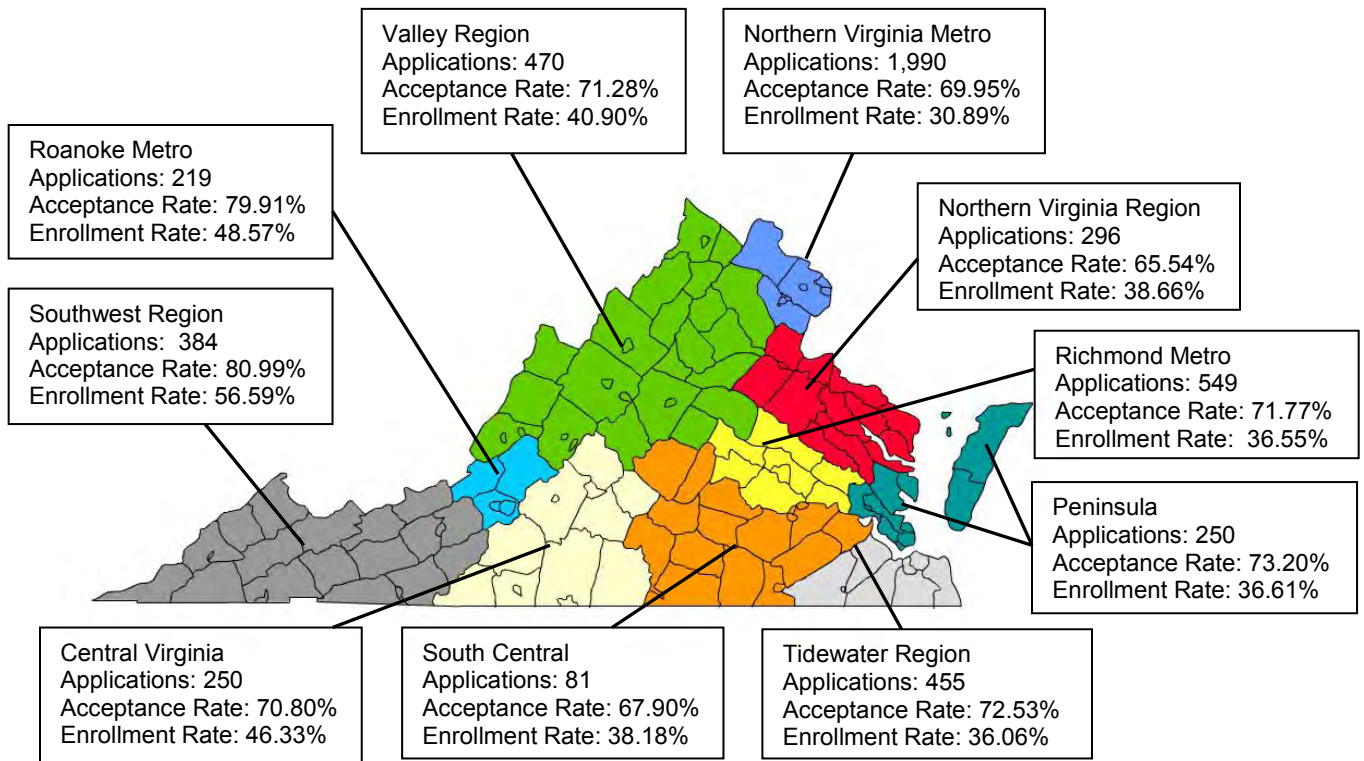 Valley Region
Applications: 470
Acceptance Rate: 71.28%
Enrollment Rate: 40.90%
Northern Virginia Metro
Applications: 1,990
Acceptance Rate: 69.95%
Enrollment Rate: 30.89%
Roanoke Metro
Applications: 219
Acceptance Rate: 79.91%
Enrollment Rate: 48.57%
Northern Virginia Region
Applications: 296
Acceptance Rate: 65.54%
Enrollment Rate: 38.66%
Southwest Region
Applications: 384
Acceptance Rate: 80.99%
Enrollment Rate: 56.59%
Richmond Metro
Applications: 549
Acceptance Rate: 71.77%
Enrollment Rate: 36.55%
Peninsula
Applications: 250
Acceptance Rate: 73.20%
Enrollment Rate: 36.61%
Central Virginia
Applications: 250
Acceptance Rate: 70.80%
Enrollment Rate: 46.33%
South Central
Applications: 81
Acceptance Rate: 67.90%
Enrollment Rate: 38.18%
Tidewater Region
Applications: 455
Acceptance Rate: 72.53%
Enrollment Rate: 36.06%